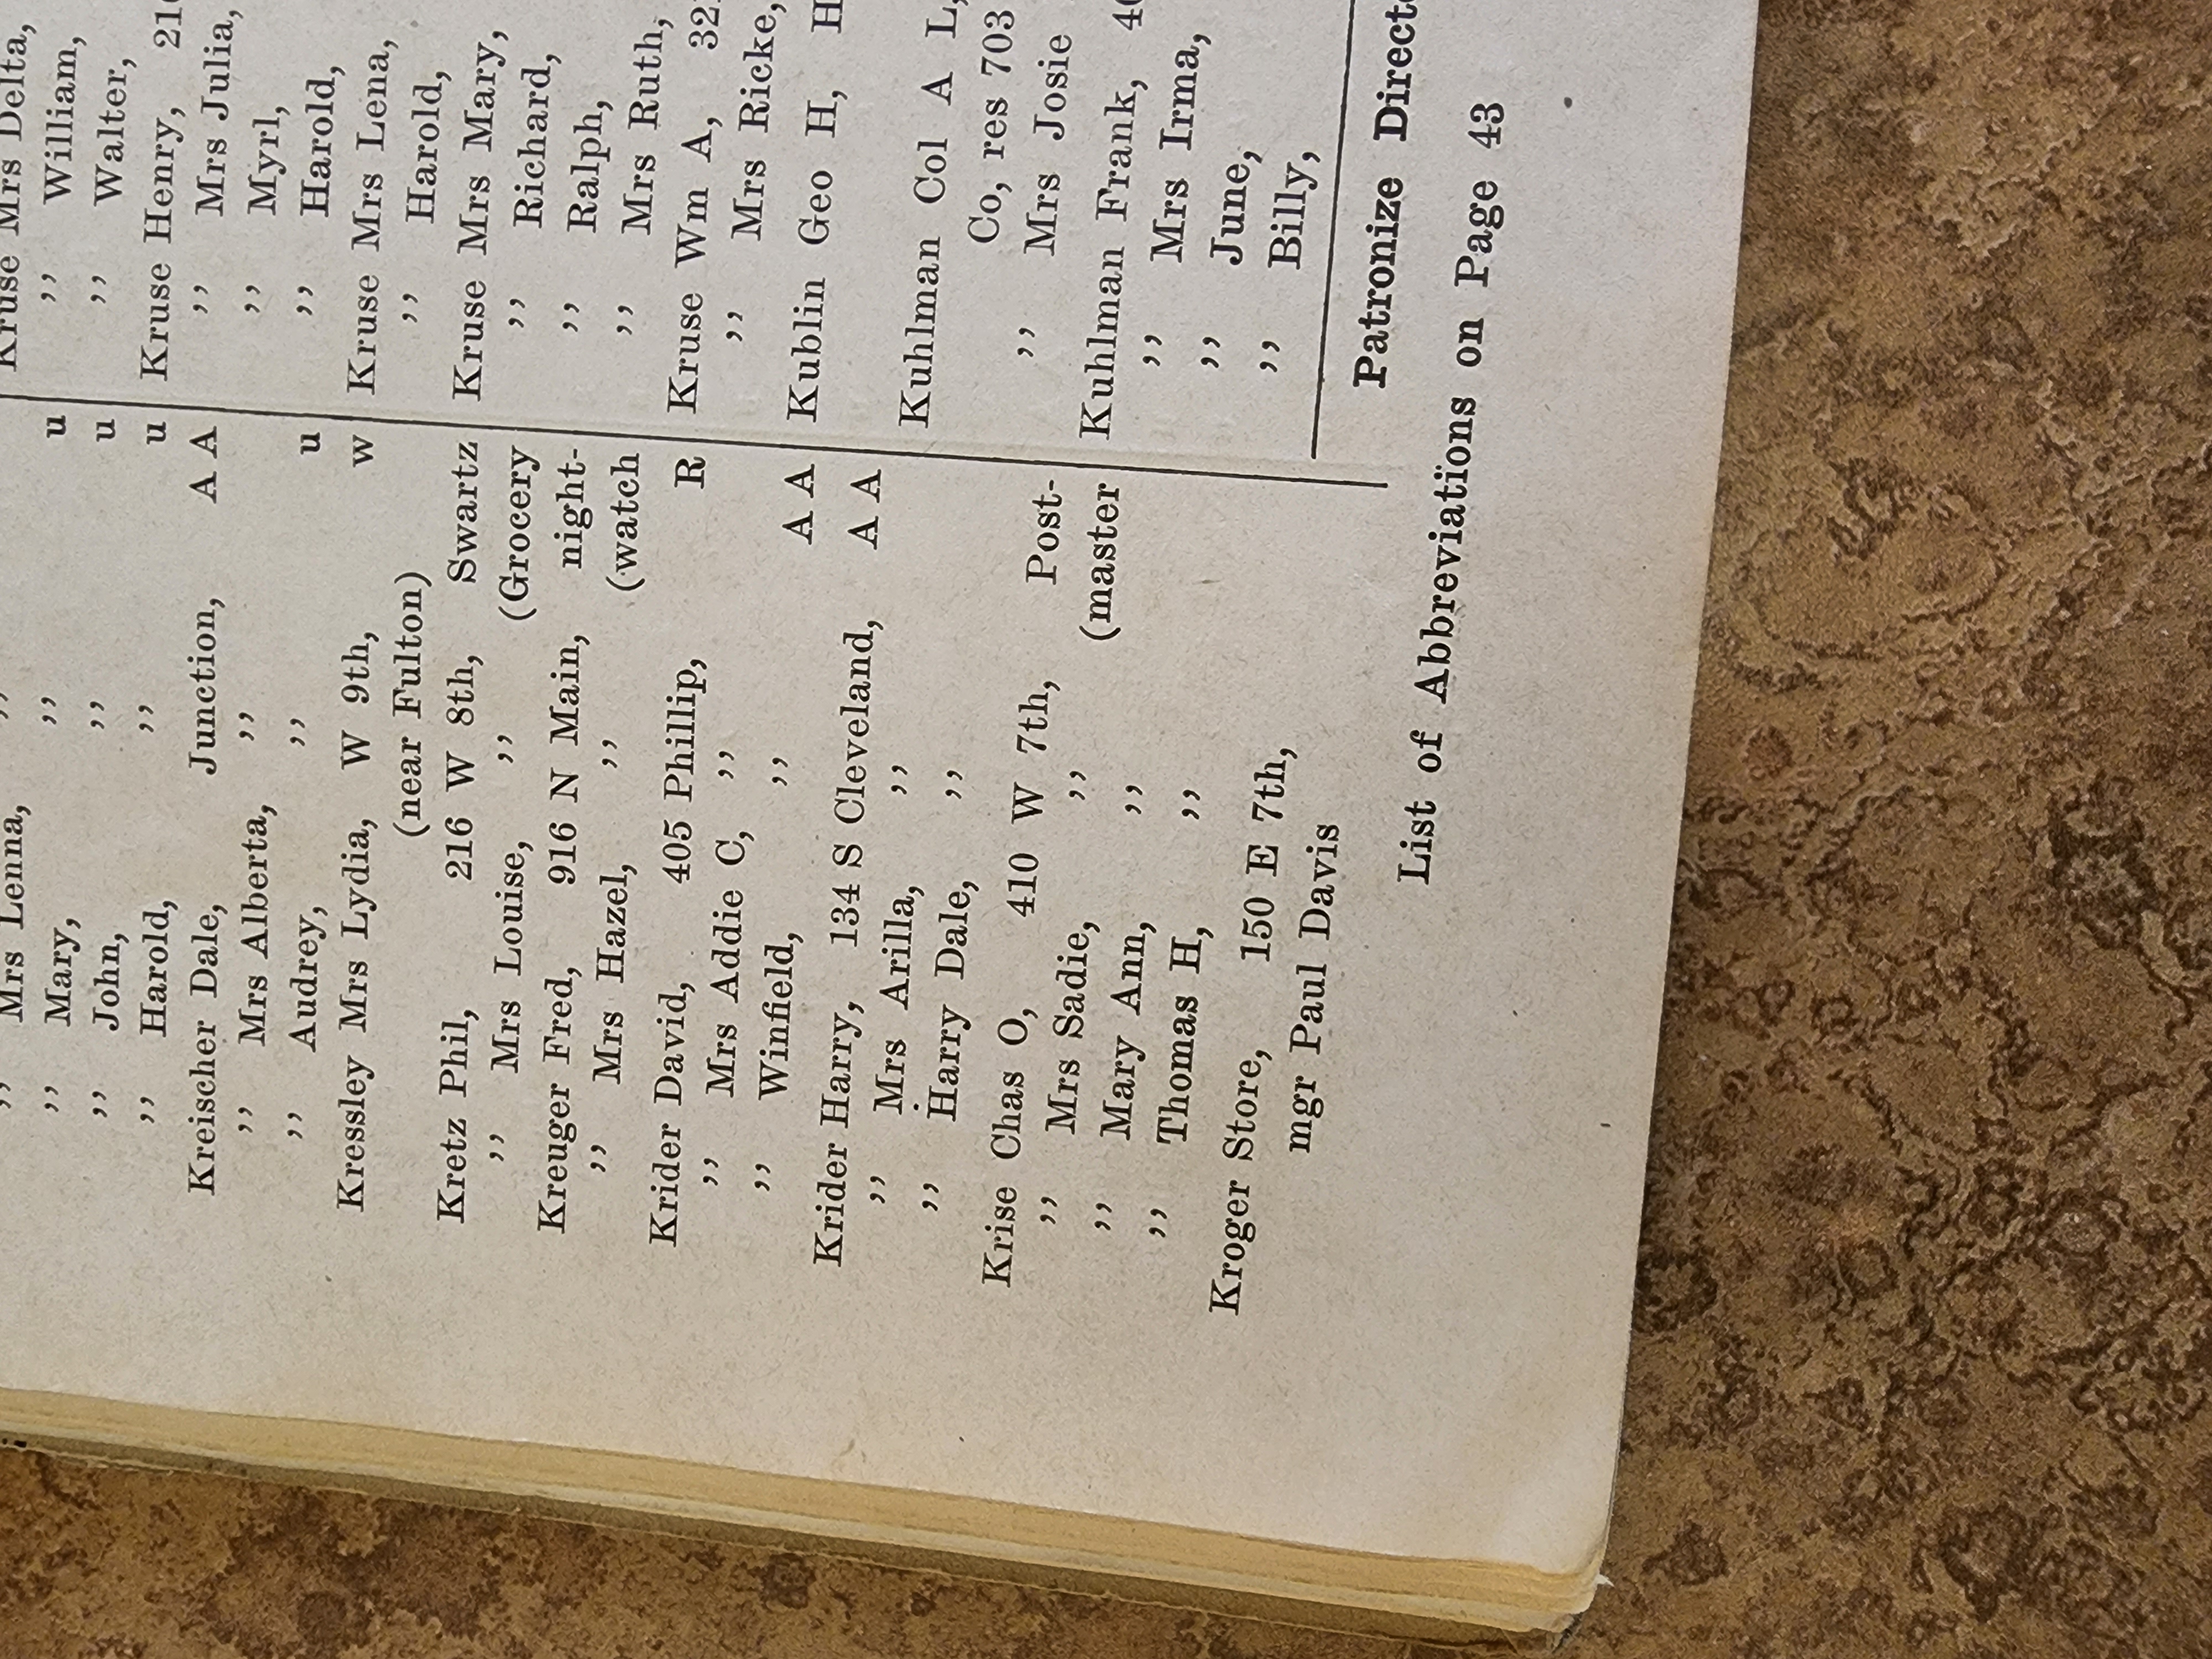 ,, Mrs Lenna, ,,
,, Mary, ,, u
,, John, ,, u
,, Harold, ,, u
Kreischer Dale, Junction, A A
,, Mrs Alberta, ,,
,, Audrey, ,, u
Kressley Mrs Lydia, W 9th, w
(near Fulton)
Kretz Phil, 216 W 8th, Swartz
,, Mrs Louise, ,, (Grocery
Kreuger Fred, 916 N Main, night-
,, Mrs Hazel, ,, (watch
Krider David, 405 Phillip, R
,, Mrs Addie C, ,,
,, Winfield, ,, A A
Krider Harry, 134 S Cleveland, A A
,, Mrs Arilla, ,,
,, Harry Dale, ,,
Krise Chas O, 410 W 7th, Post-
,, Mrs Sadie, ,, (master
,, Mary Ann, ,,
,, Thomas H, ,,
Kroger Store, 150 E 7th,
mgr Paul Davis
Kruse Mrs Delta,
,, William,
,, Walter,
Kruse Henry,
,, Mrs Julia,
,, Myrl,
,, Harold,
Kruse Mrs Lena,
,, Harold,
Kruse Mrs Mary,
,, Richard,
,, Ralph,
,, Mrs Ruth,
Kruse Wm A,
,, Mrs Ricke,
Kublin Geo H, H
Kuhlman Col A L,
Co, res 703
,, Mrs Josie
Kuhlman Frank,
,, Mrs Irma,
,, June,
,, Billy,
Patronize
List of Abbreviations on Page 43